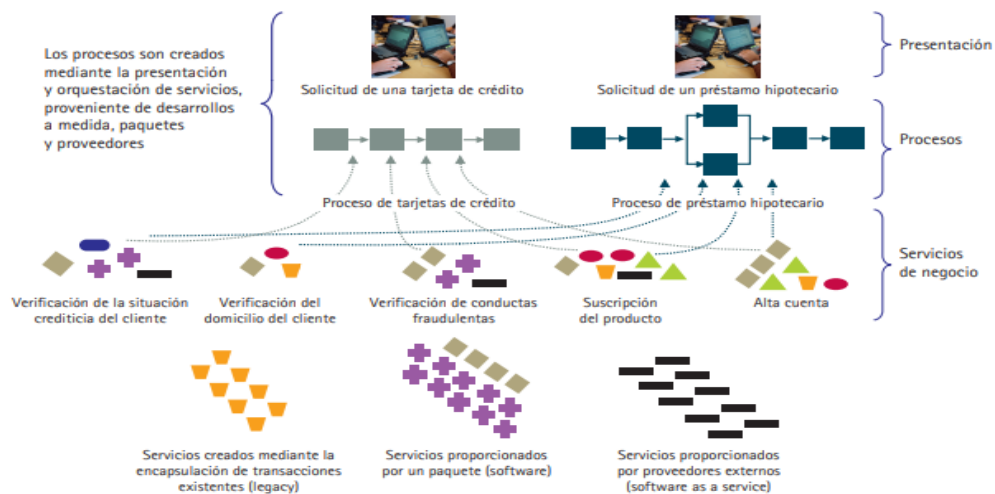 Los procesos son creados
mediante la presentación
y orquestación de servicios,
proveniente de desarrollos
a medida, paquetes
y proveedores
Solicitud de una tarjeta de crédito
Solicitud de un préstamo hipotecario
Presentación
Procesos
Proceso de tarjetas de crédito
Proceso de préstamo hipotecario
Servicios
de negocio
Verificación de la situación
crediticia del cliente
Verificación del
domicilio del cliente
Verificación de conductas
fraudulentas
Suscripción
del producto
Alta cuenta
Servicios creados mediante la
encapsulación de transacciones
existentes (legacy)
Servicios proporcionados
por un paquete (software)
Servicios proporcionados
por proveedores externos
(software as a service)